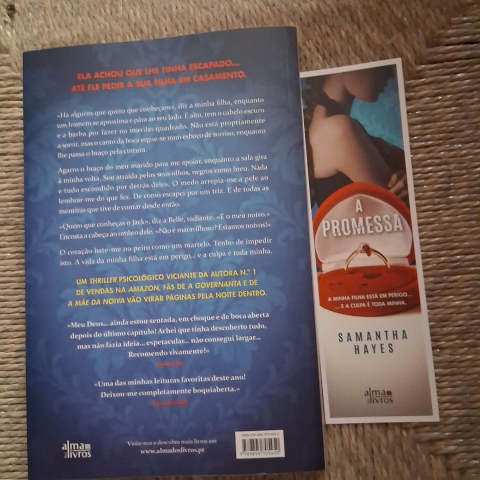 ELA ACHOU QUE LHE TINHA ESCAPADO...
ATÉ ELE PEDIR A SUA FILHA EM CASAMENTO.
«Há alguém que quero que conheçam», diz a minha filha, enquanto
um homem se aproxima e pára ao seu lado. É alto, tem o cabelo escuro
e a barba por fazer no maxilar quadrado. Não está propriamente
a sorrir, mas o canto da boca ergue-se num esboço de sorriso, enquanto
lhe passa o braço pela cintura.
Agarro o braço do meu marido para me apoiar, enquanto a sala gira
à minha volta. Sou atraída pelos seus olhos, negros como breu. Nada
e tudo escondido por detrás deles. O medo arrepia-me a pele ao
lembrar-me do que fez. De como escapei por um triz. E de todas as
mentiras que tive de contar desde então.
«Quero que conheças o Jack», diz a Belle, radiante. «É o meu noivo.»
Encosta a cabeça ao ombro dele. «Não é maravilhoso? Estamos noivos!»
O coração bate-me no peito como um martelo. Tenho de impedir
isto. A vida da minha filha está em perigo... e a culpa é toda minha.
UM THRILLER PSICOLÓGICO VICIANTE DA AUTORA N.º 1
DE VENDAS NA AMAZON. FÃS DE A GOVERNANTA E DE
A MÃE DA NOIVA VÃO VIRAR PÁGINAS PELA NOITE DENTRO.
«Meu Deus... ainda estou sentada, em choque e de boca aberta
depois do último capítulo! Achei que tinha descoberto tudo,
mas não fazia ideia... espetacular... não consegui largar...
Recomendo vivamente!»
«Uma das minhas leituras favoritas deste ano!
Deixou-me completamente boquiaberta.»
alma
dos
livros
Visite-nos e descubra mais livros em
www.almadoslivros.pt
A
PROMESSA
A MINHA FILHA ESTÁ EM PERIGO...
... E A CULPA É TODA MINHA.
SAMANTHA
HAYES
alma
dos
livros